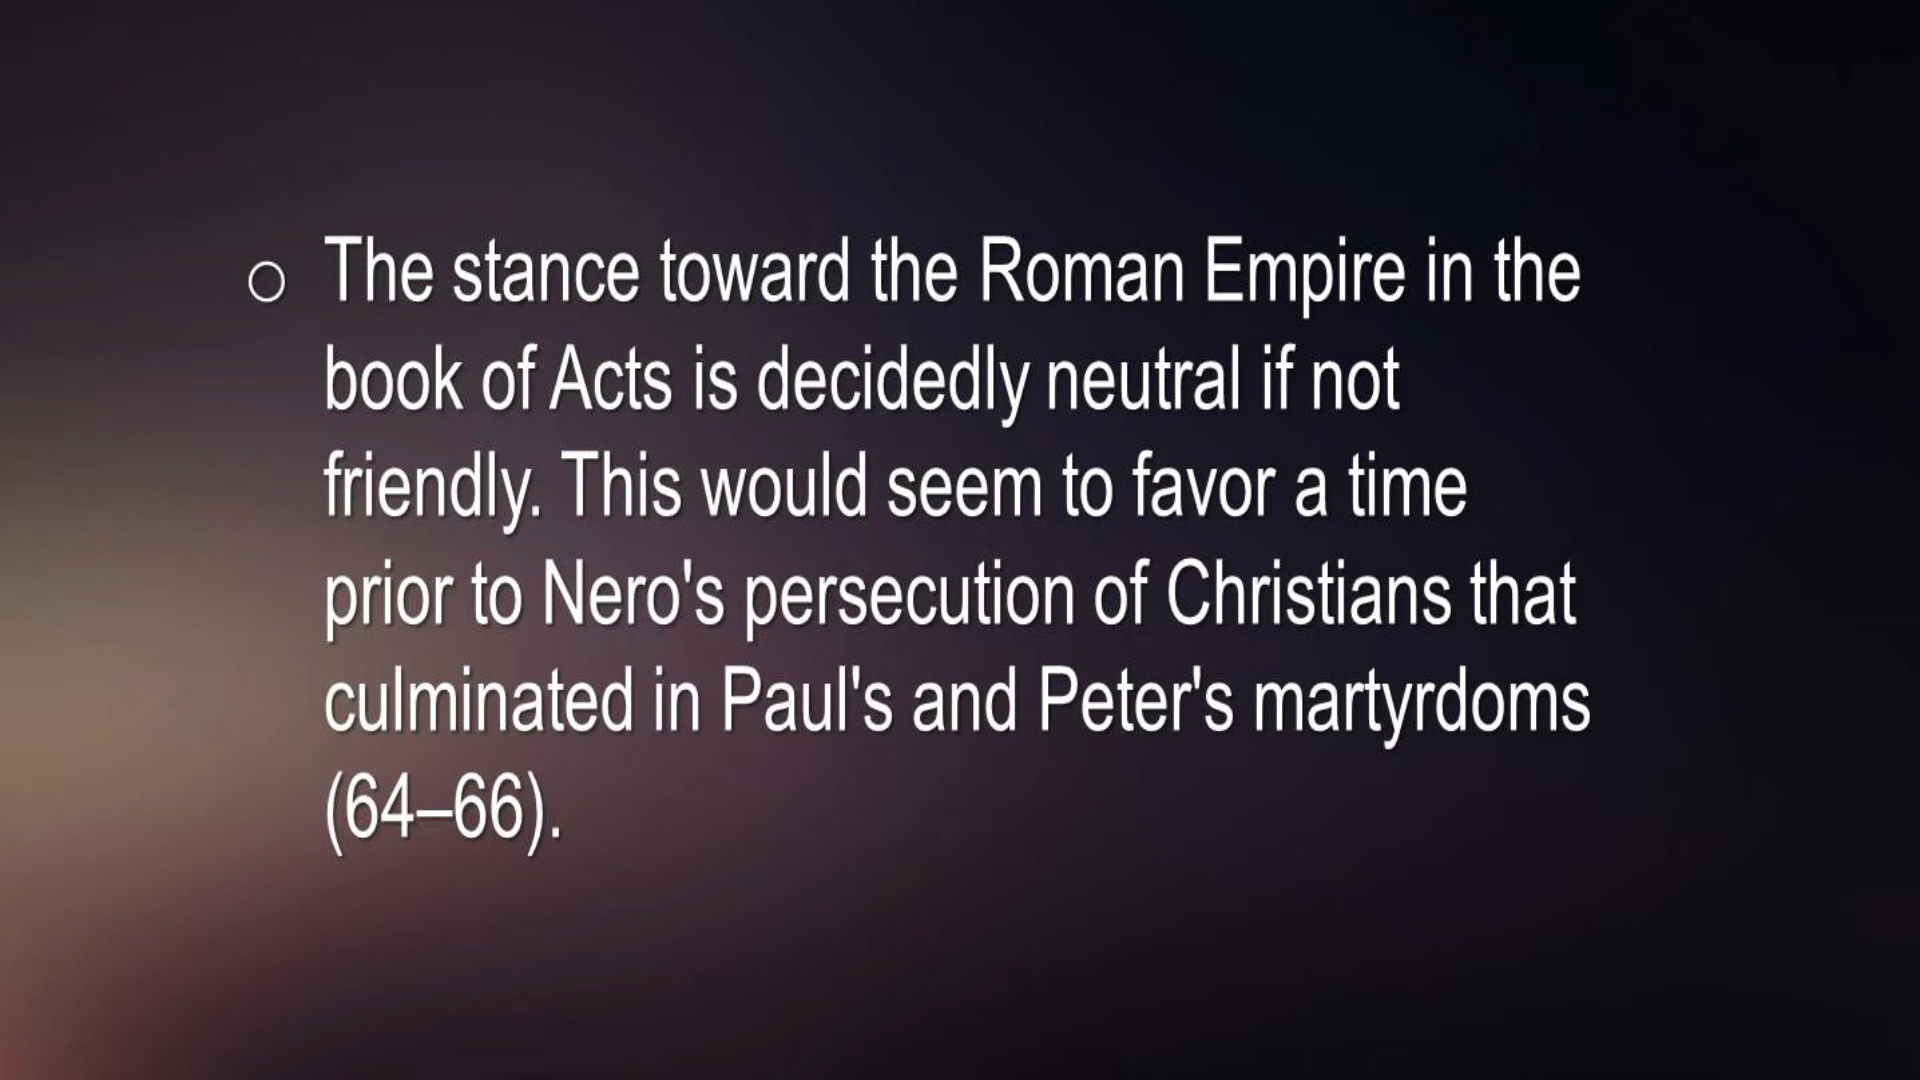 ○ The stance toward the Roman Empire in the
book of Acts is decidedly neutral if not
friendly. This would seem to favor a time
prior to Nero's persecution of Christians that
culminated in Paul's and Peter's martyrdoms
(64–66).